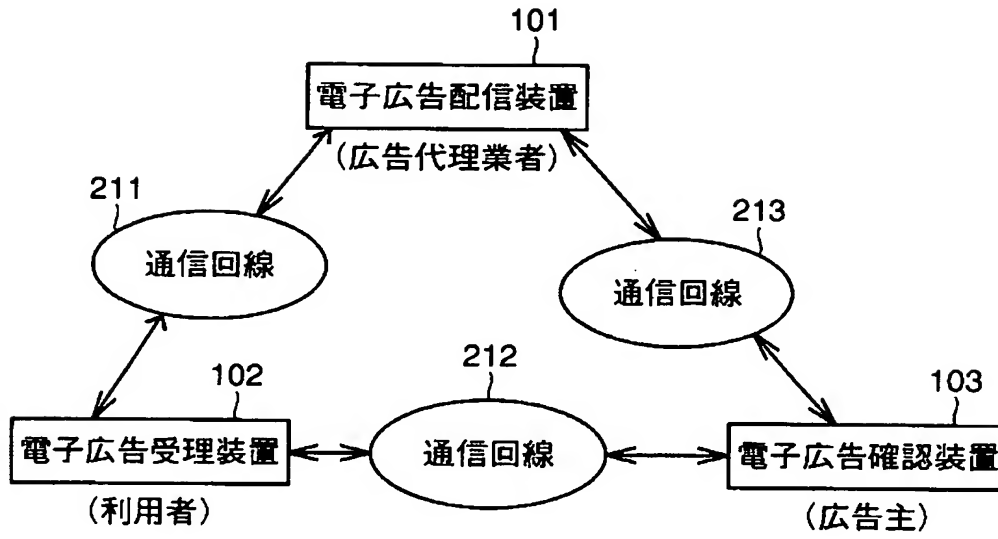 101
電子広告配信装置
(広告代理業者)
211
通信回線
213
通信回線
102
電子広告受理装置
(利用者)
212
通信回線
103
電子広告確認装置
(広告主)